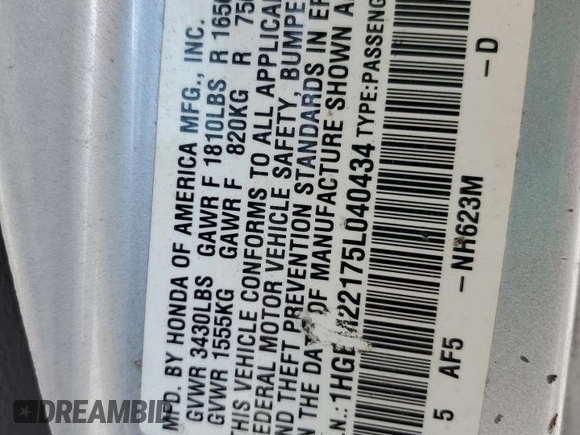 MFD. BY HONDA OF AMERICA MFG., INC.
GVWR 3430LBS GAWR F 1810LBS R 165
GVWR 1555KG GAWR F 820KG R 75
THIS VEHICLE CONFORMS TO ALL APPLICA
FEDERAL MOTOR VEHICLE SAFETY, BUMPE
AND THEFT PREVENTION STANDARDS IN EF
ON THE DATE OF MANUFACTURE SHOWN A
I.N.: 1HGE 22175L040434 TYPE:PASSENG
5 AF5 -NH623M -D
DREAMBID